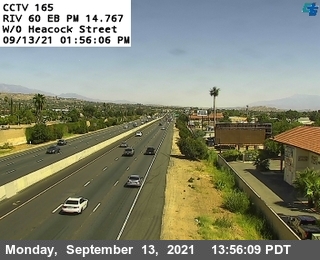 CCTV 165
RIV 60 EB PM 14.767
W/O Heacock Street
09/13/21 01:56:06 PM
Monday, September 13, 2021 13:56:09 PDT